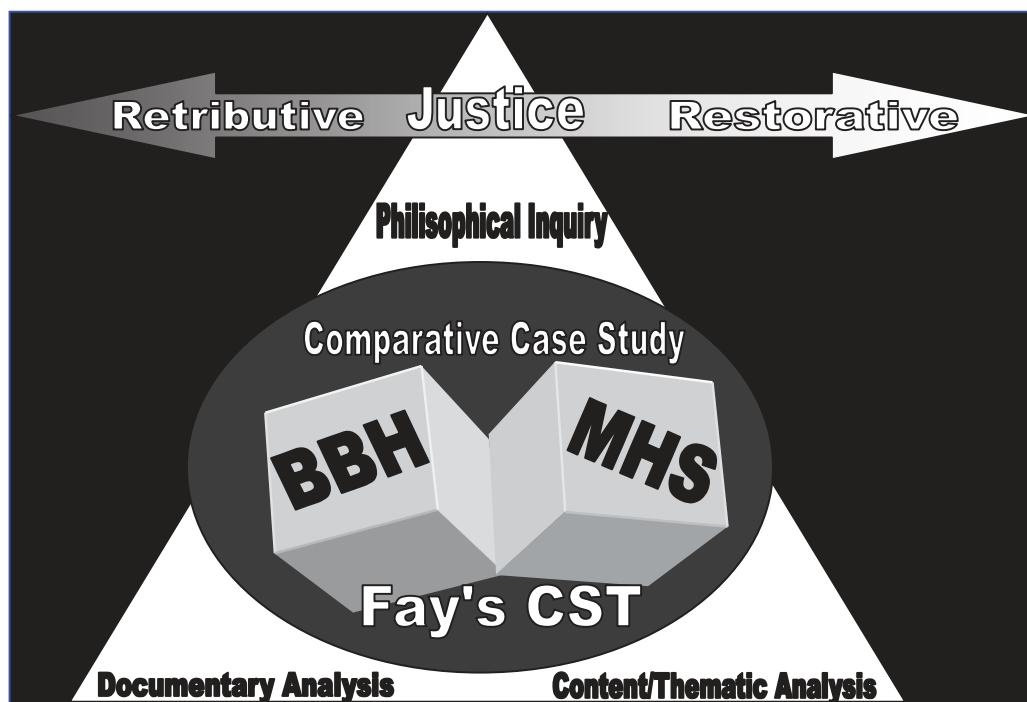 Retributive Justice Restorative
Philisophical Inquiry
Comparative Case Study
BBH MHS
Fay's CST
Documentary Analysis Content/Thematic Analysis